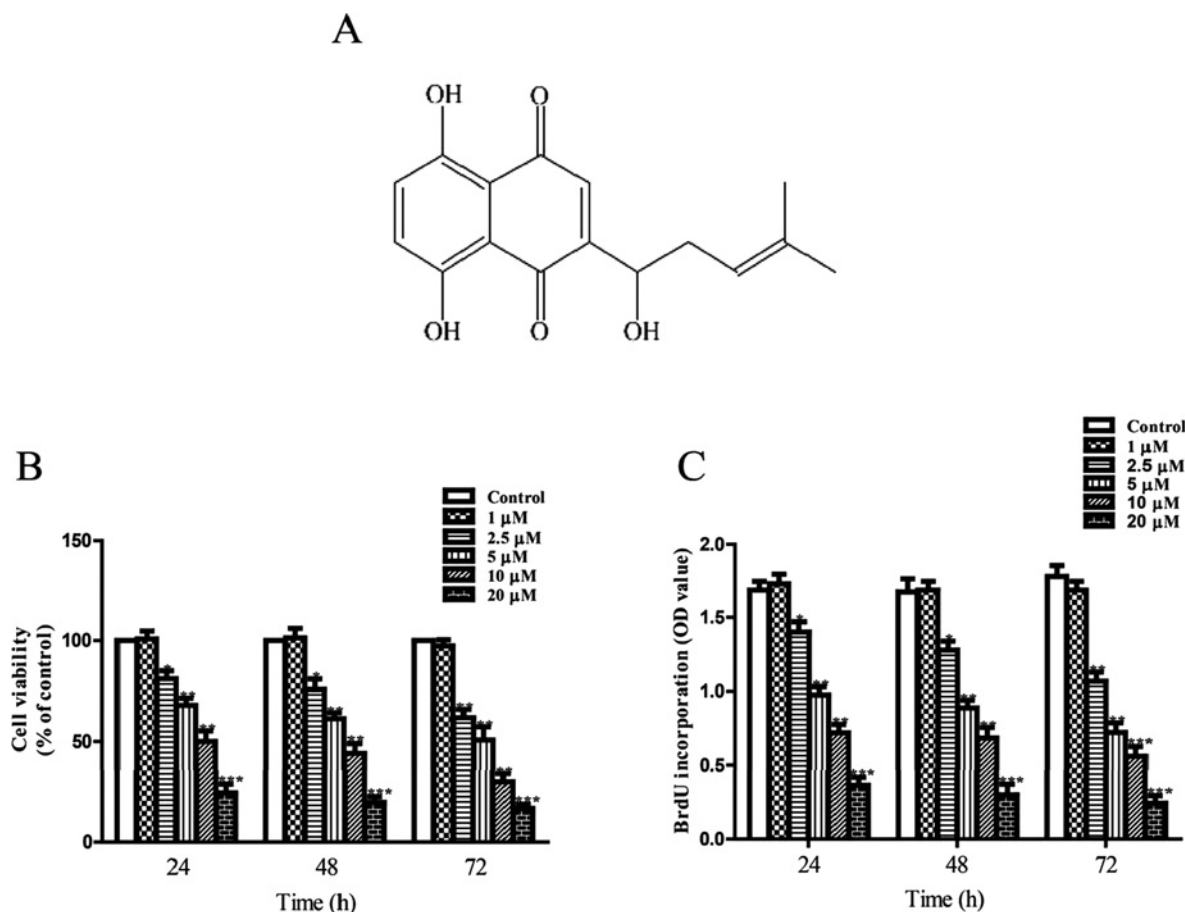 A
OH
O
OH
O
OH
B
Control
1 µM
2.5 µM
5 µM
10 µM
20 µM
Cell viability
(% of control)
150
100
50
0
* ** ** ***
* ** ** ***
** ** ** ***
24 48 72
Time (h)
C
Control
1 µM
2.5 µM
5 µM
10 µM
20 µM
BrdU incorporation (OD value)
2.0
1.5
1.0
0.5
0.0
* ** ** ***
* ** ** ***
** ** *** ***
24 48 72
Time (h)